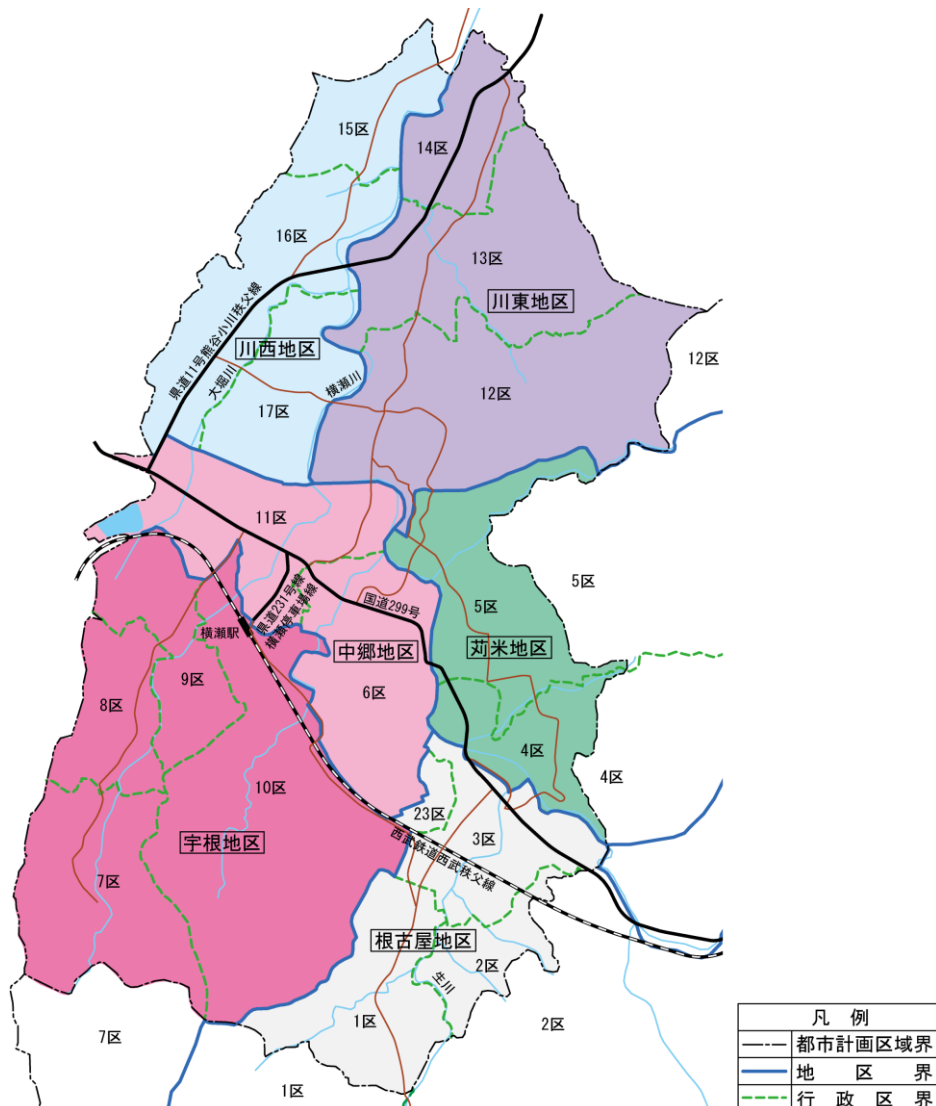 15区
14区
16区
13区
川東地区
県道11号熊谷小川秩父線
川西地区
12区
大堀川
横瀬川
12区
17区
11区
5区
県道231号線
横瀬停車場線
国道299号
5区
横瀬駅
中郷地区
苅米地区
9区
6区
8区
4区
10区
4区
23区
3区
宇根地区
西武鉄道西武秩父線
7区
根古屋地区
2区
生川
1区
2区
7区
1区
凡 例
都市計画区域界
地 区 界
行 政 区 界